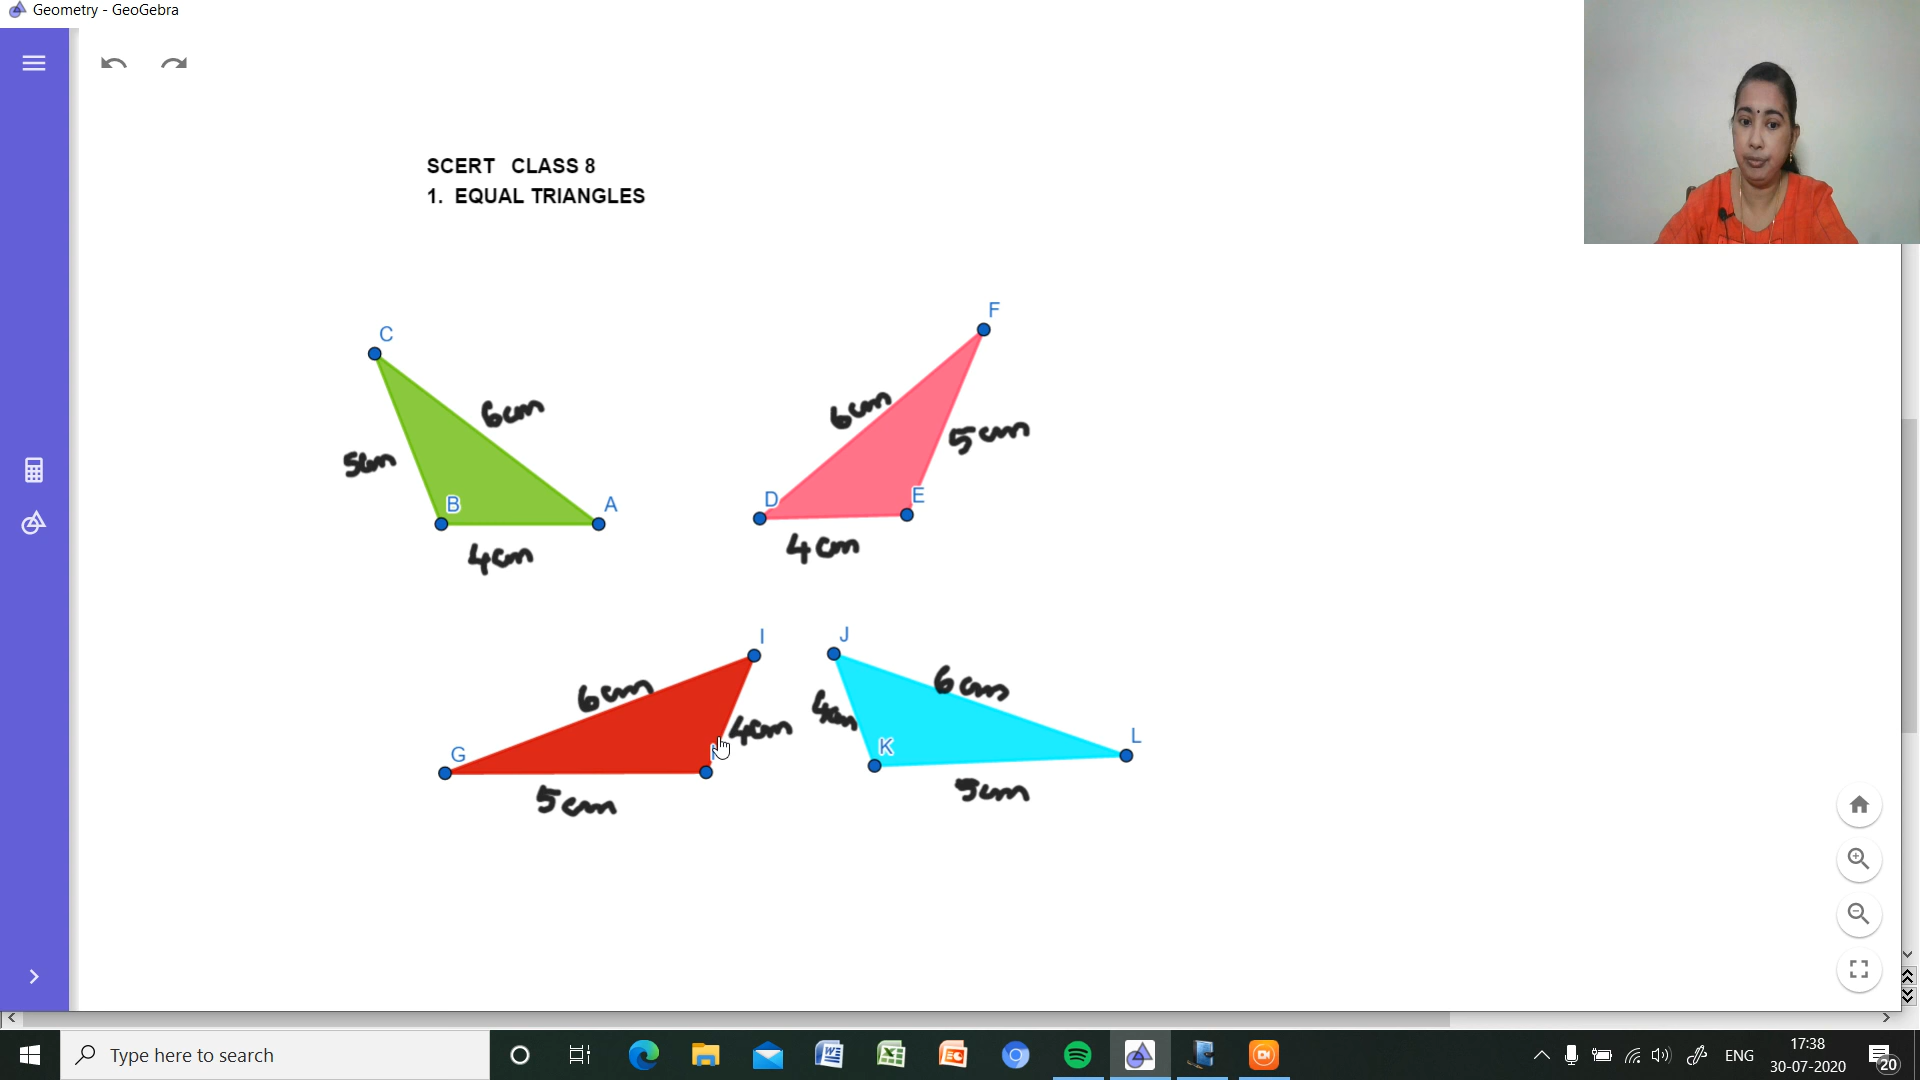 Geometry - GeoGebra
SCERT CLASS 8
1. EQUAL TRIANGLES
F
C
6cm
6cm
5cm
5cm
D
E
B
A
4cm
4cm
I
J
6cm
6cm
4cm
4cm
G
K
L
5cm
5cm
Type here to search
ENG
17:38
30-07-2020
20